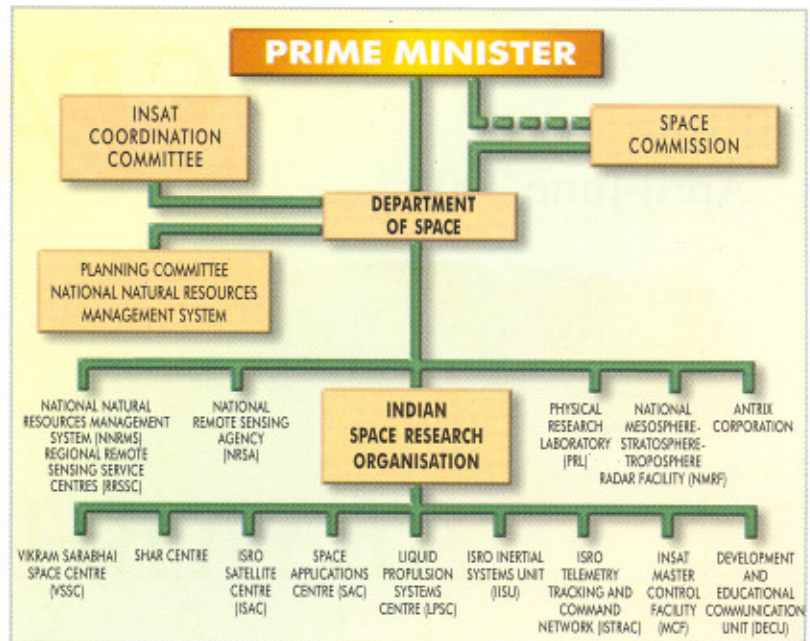 PRIME MINISTER
INSAT
COORDINATION
COMMITTEE
SPACE
COMMISSION
DEPARTMENT
OF SPACE
PLANNING COMMITTEE
NATIONAL NATURAL RESOURCES
MANAGEMENT SYSTEM
NATIONAL NATURAL
RESOURCES MANAGEMENT
SYSTEM (NNRMS)
REGIONAL REMOTE
SENSING SERVICE
CENTRES (RRSSC)
NATIONAL
REMOTE SENSING
AGENCY
(NRSA)
INDIAN
SPACE RESEARCH
ORGANISATION
PHYSICAL
RESEARCH
LABORATORY
(PRL)
NATIONAL
MESOSPHERE-
STRATOSPHERE-
TROPOSPHERE
RADAR FACILITY (NMRF)
ANTRIX
CORPORATION
VIKRAM SARABHAI
SPACE CENTRE
(VSSC)
SHAR CENTRE
ISRO
SATELLITE
CENTRE
(ISAC)
SPACE
APPLICATIONS
CENTRE (SAC)
LIQUID
PROPULSION
SYSTEMS
CENTRE (LPSC)
ISRO INERTIAL
SYSTEMS UNIT
(IISU)
ISRO
TELEMETRY
TRACKING AND
COMMAND
NETWORK (ISTRAC)
INSAT
MASTER
CONTROL
FACILITY
(MCF)
DEVELOPMENT
AND
EDUCATIONAL
COMMUNICATION
UNIT (DECU)